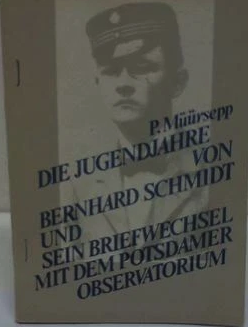 P. Müürsepp
DIE JUGENDJAHRE
VON
BERNHARD SCHMIDT
UND
SEIN BRIEFWECHSEL
MIT DEM POTSDAMER
OBSERVATORIUM